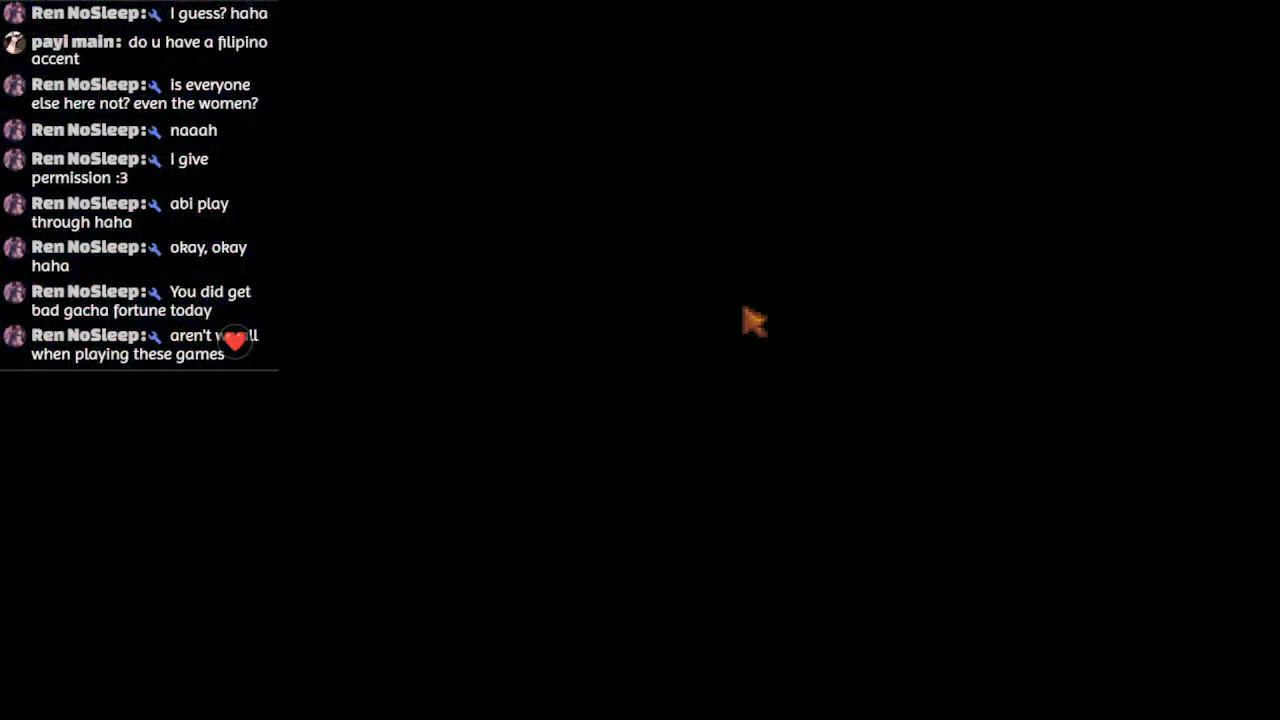 Ren NoSleep: I guess? haha
payi main: do u have a filipino
accent
Ren NoSleep: is everyone
else here not? even the women?
Ren NoSleep: naaah
Ren NoSleep: I give
permission :3
Ren NoSleep: abi play
through haha
Ren NoSleep: okay, okay
haha
Ren NoSleep: You did get
bad gacha fortune today
Ren NoSleep: aren't
when playing these games